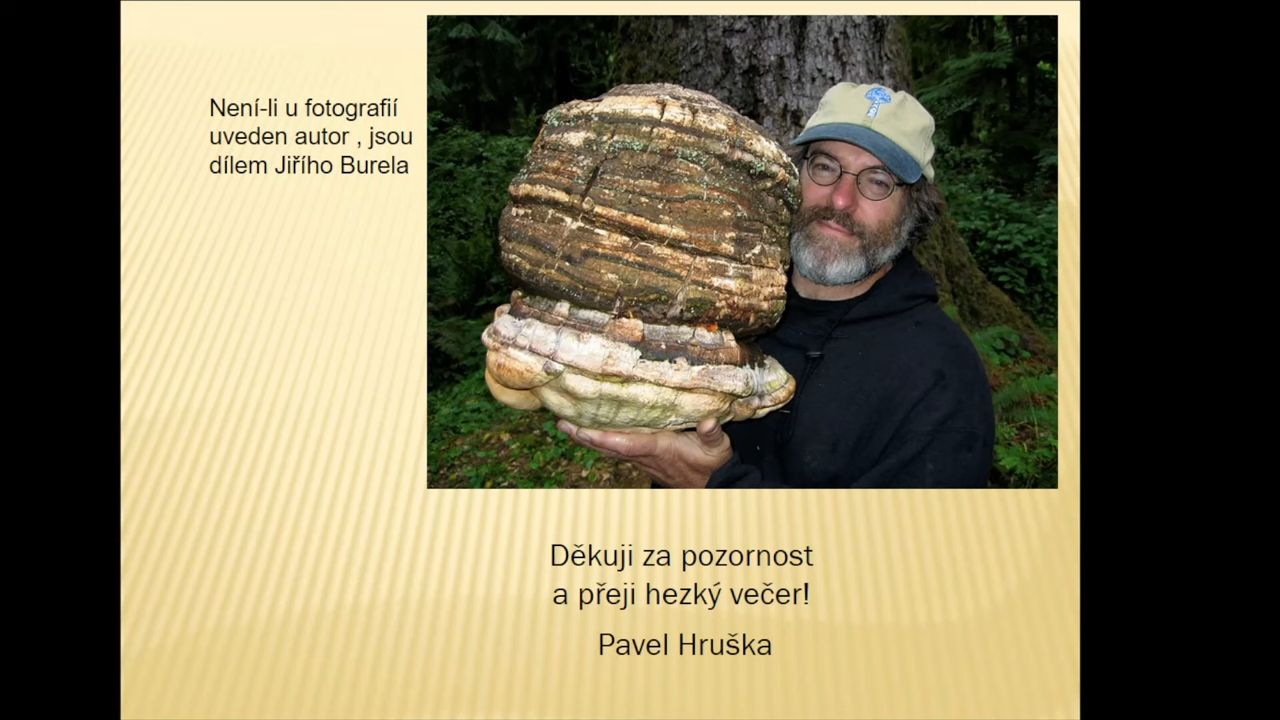 Není-li u fotografií
uveden autor , jsou
dílem Jiřího Burela
Děkuji za pozornost
a přeji hezký večer!
Pavel Hruška